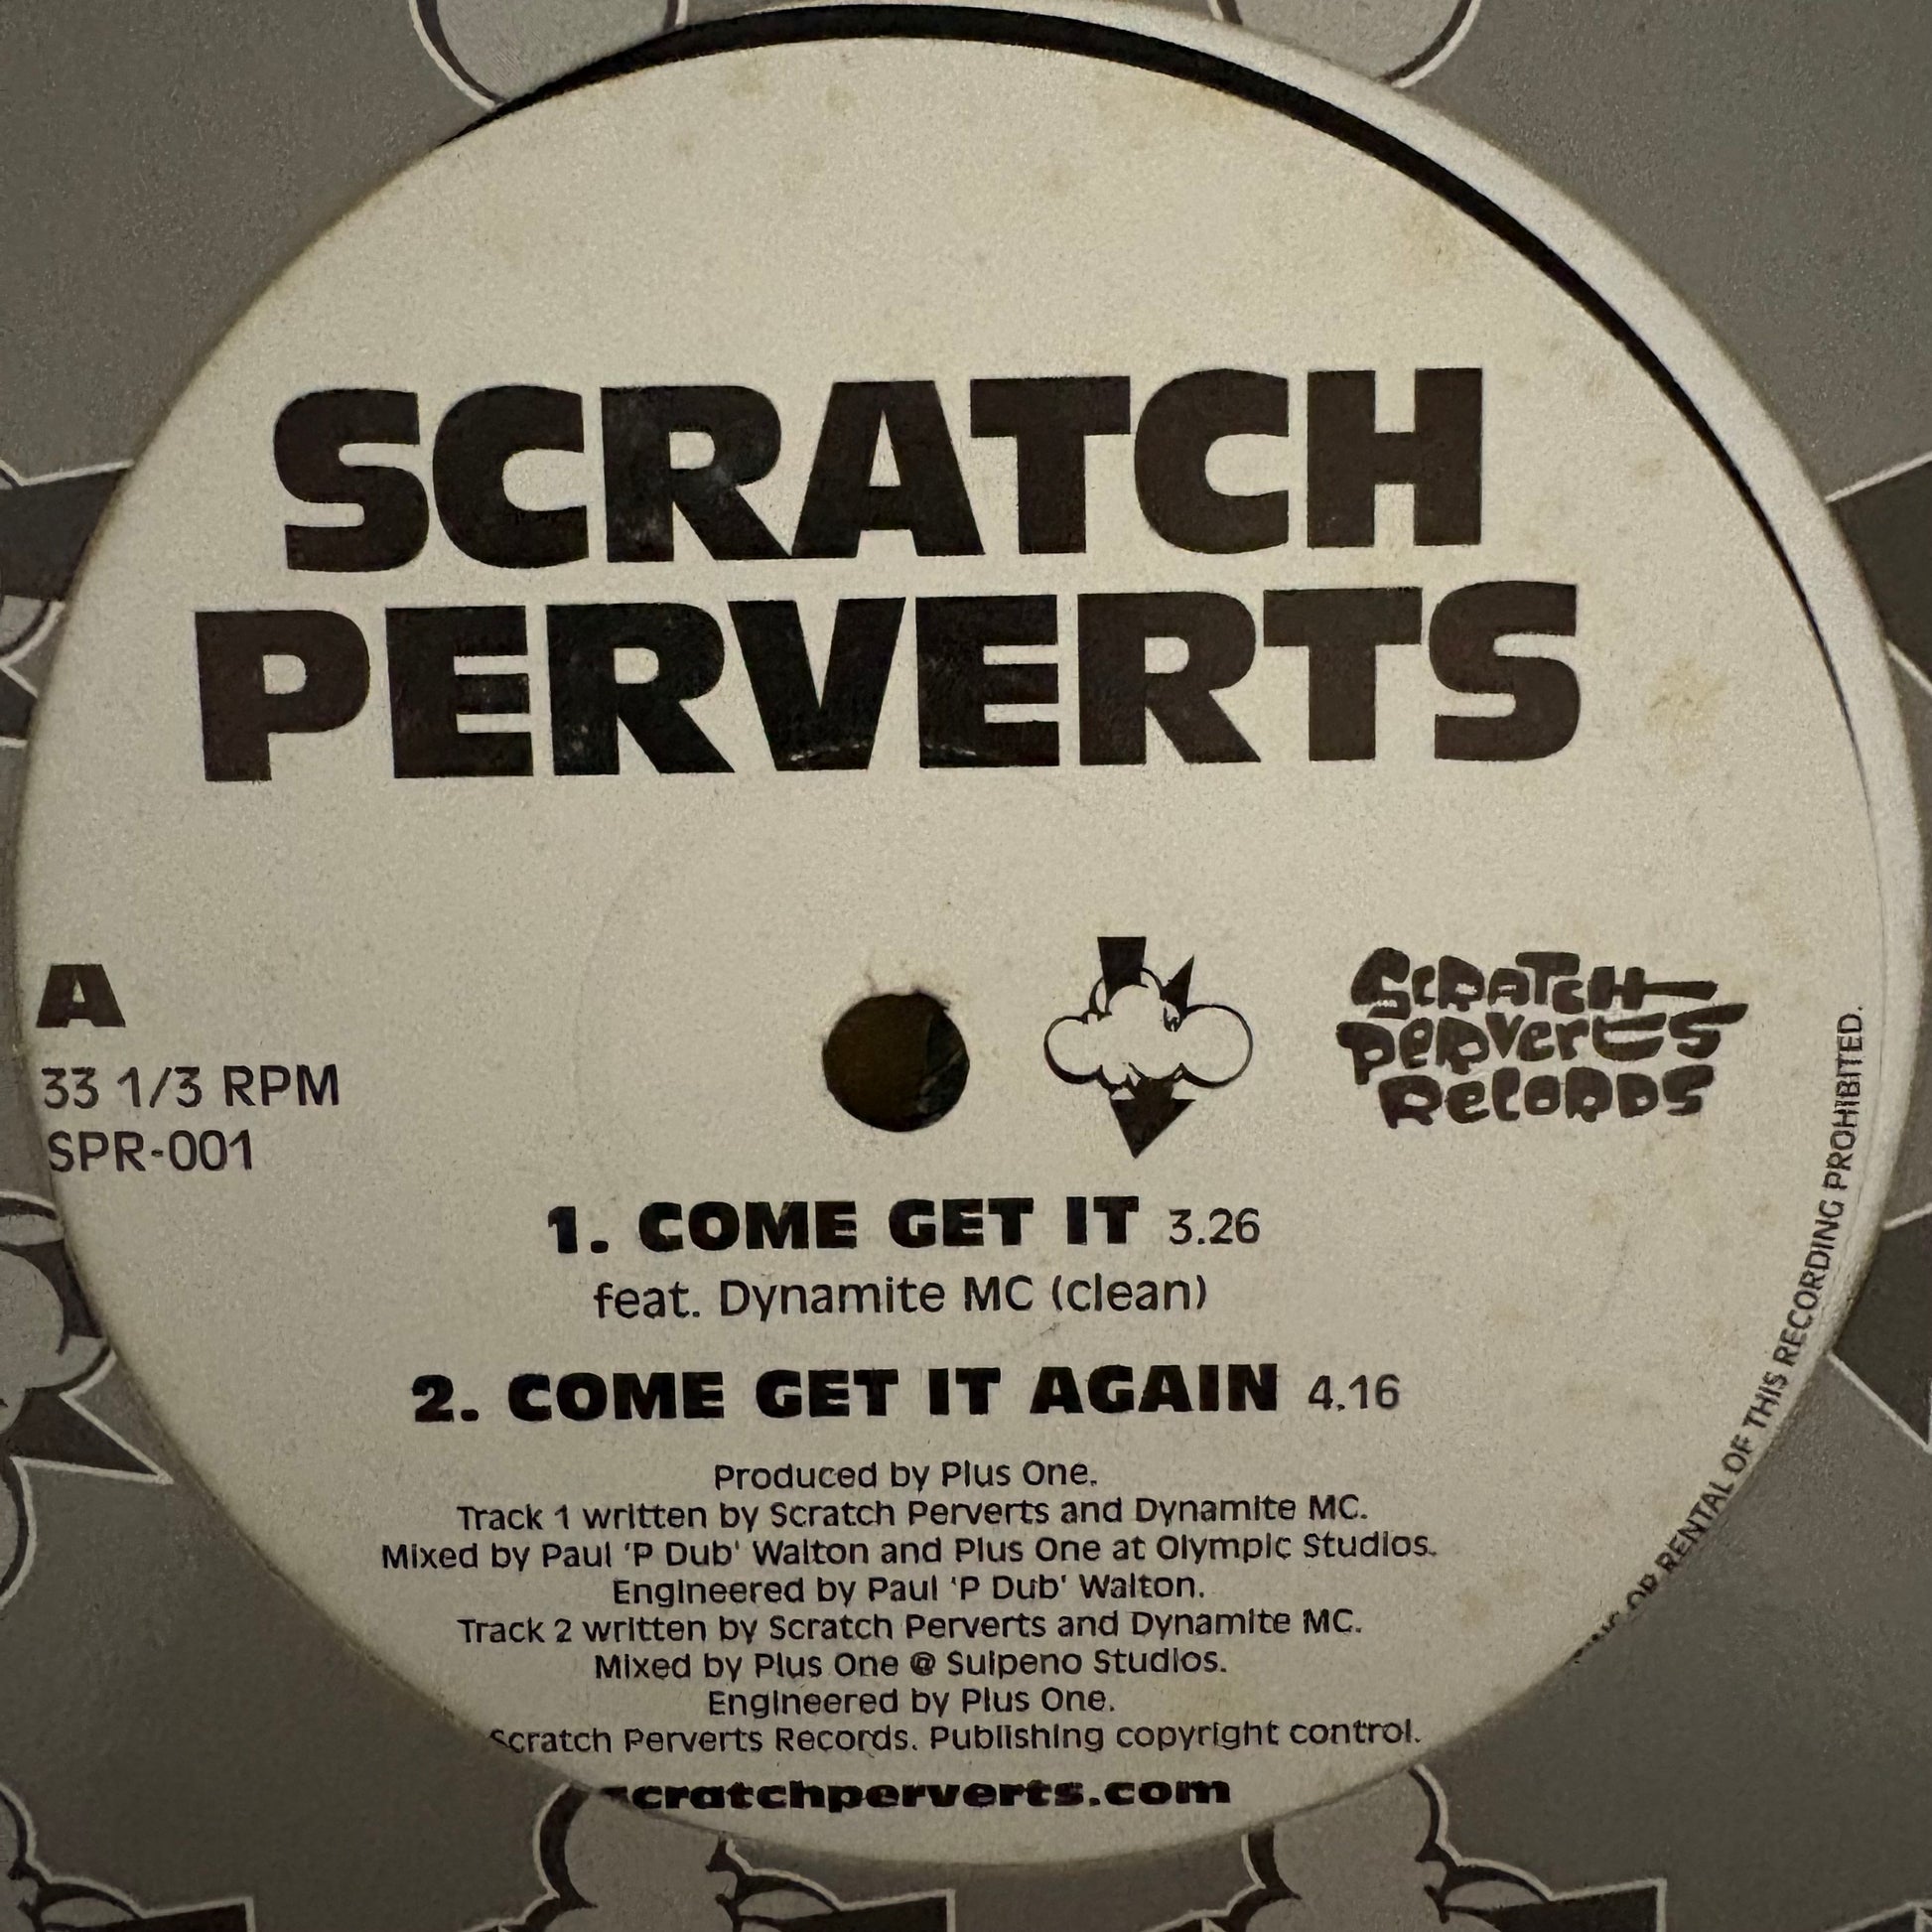 SCRATCH
PERVERTS
A
33 1/3 RPM
SPR-001
SCRATCH
PERVERTS
RECORDS
1. COME GET IT 3.26
feat. Dynamite MC (clean)
2. COME GET IT AGAIN 4.16
Produced by Plus One.
Track 1 written by Scratch Perverts and Dynamite MC.
Mixed by Paul 'P Dub' Walton and Plus One at Olympic Studios.
Engineered by Paul 'P Dub' Walton.
Track 2 written by Scratch Perverts and Dynamite MC.
Mixed by Plus One @ Sulpeno Studios.
Engineered by Plus One.
Scratch Perverts Records. Publishing copyright control.
scratchperverts.com
OR RENTAL OF THIS RECORDING PROHIBITED.